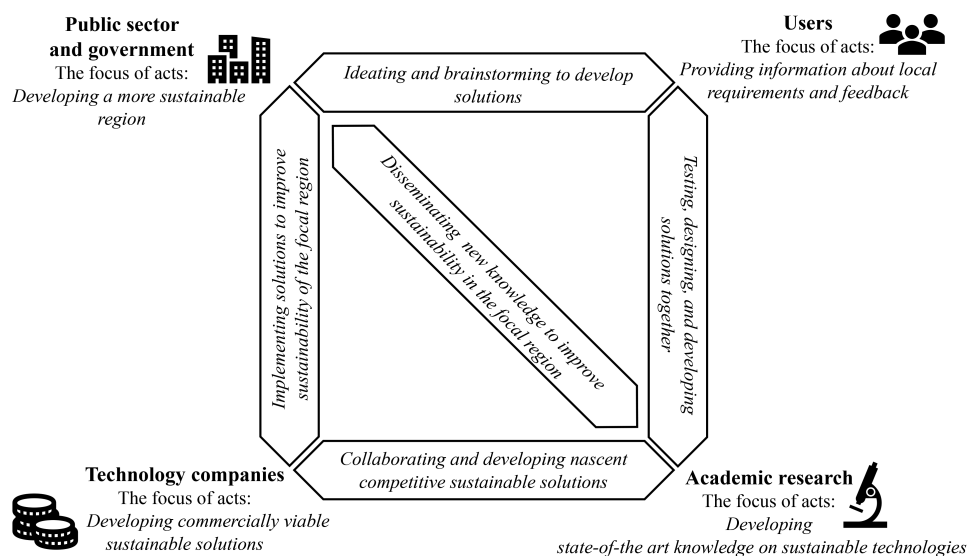 Public sector
and government
The focus of acts:
Developing a more sustainable
region
Users
The focus of acts:
Providing information about local
requirements and feedback
Ideating and brainstorming to develop
solutions
Implementing solutions to improve
sustainability of the focal region
Disseminating new knowledge to improve
sustainability in the focal region
Testing, designing, and developing
solutions together
Collaborating and developing nascent
competitive sustainable solutions
Technology companies
The focus of acts:
Developing commercially viable
sustainable solutions
Academic research
The focus of acts:
Developing
state-of-the art knowledge on sustainable technologies